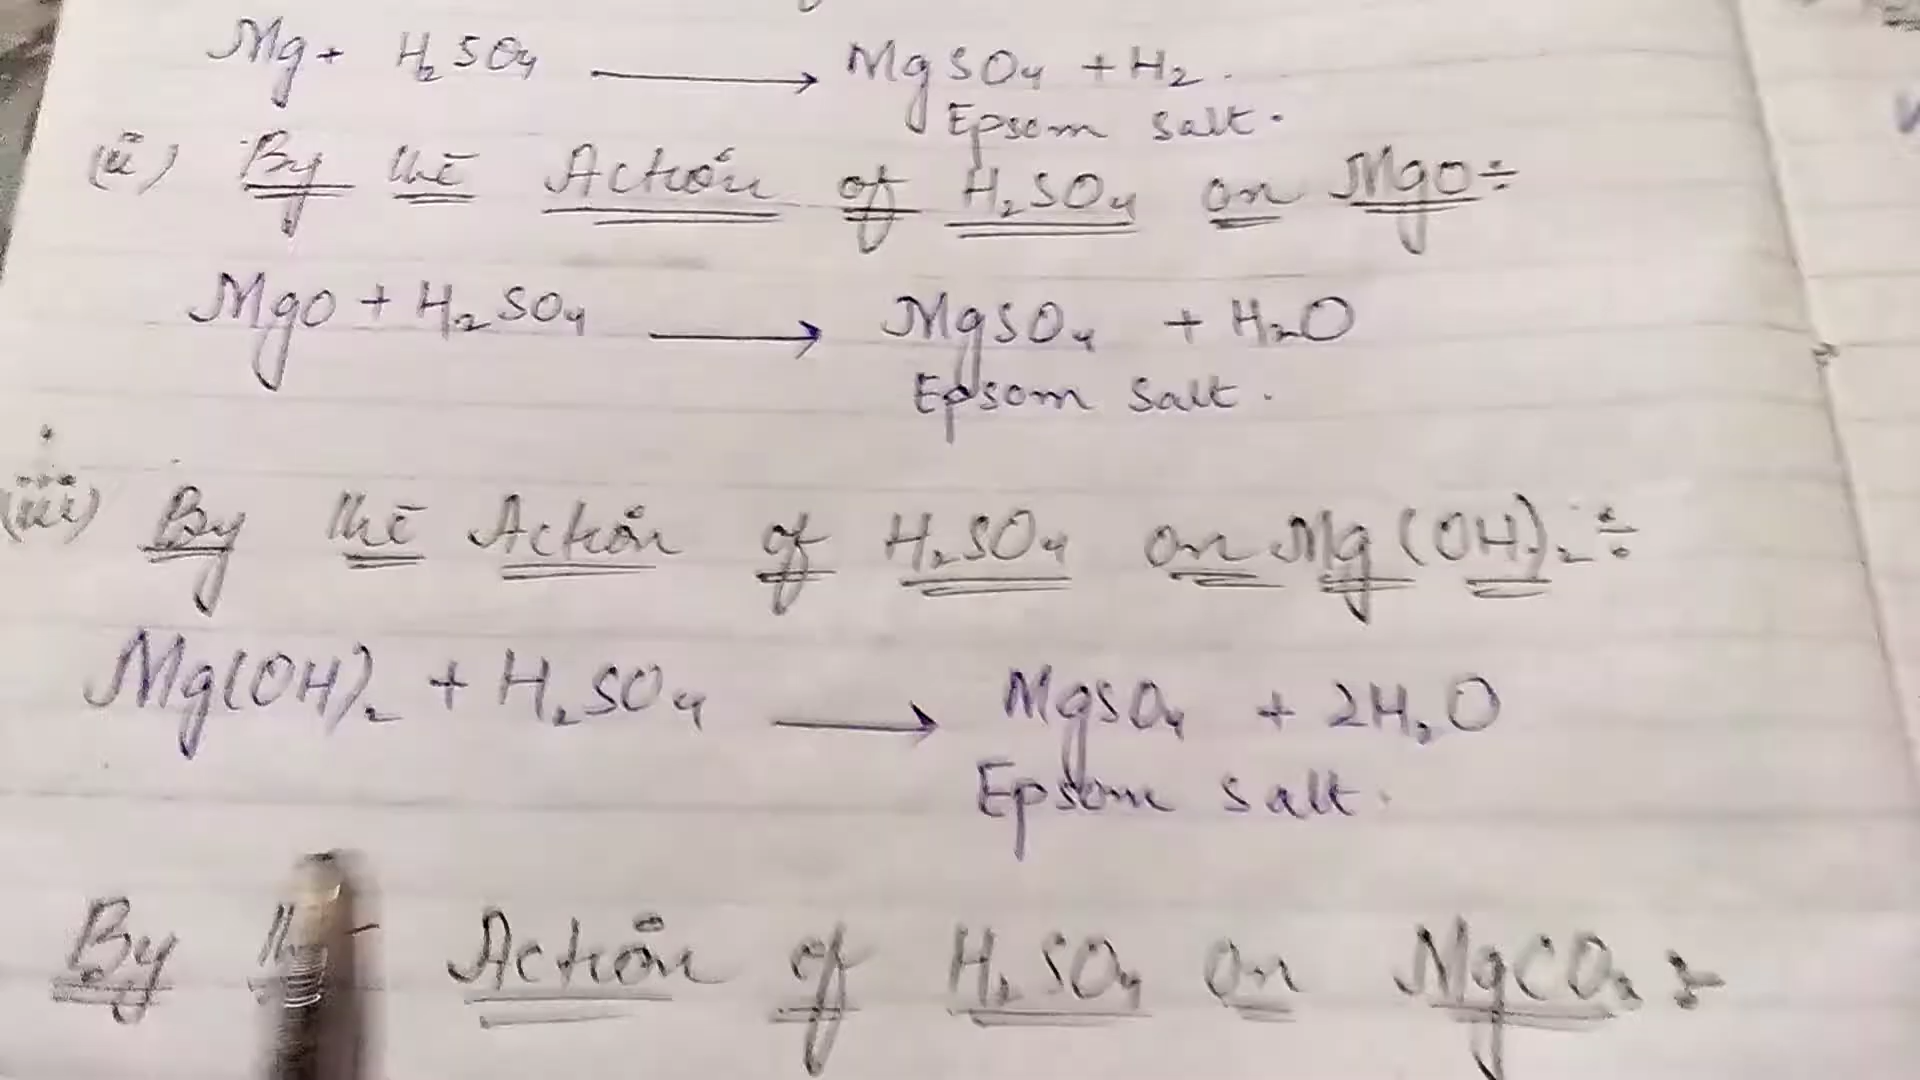 Mg + H₂SO₄ ⟶ MgSO₄ + H₂.
Epsom Salt.
(ii) By the Action of H₂SO₄ on MgO÷
MgO + H₂SO₄ ⟶ MgSO₄ + H₂O
Epsom Salt.
(iii) By the Action of H₂SO₄ on Mg(OH)₂÷
Mg(OH)₂ + H₂SO₄ ⟶ MgSO₄ + 2H₂O
Epsom Salt.
By Action of H₂SO₄ on MgCO₃